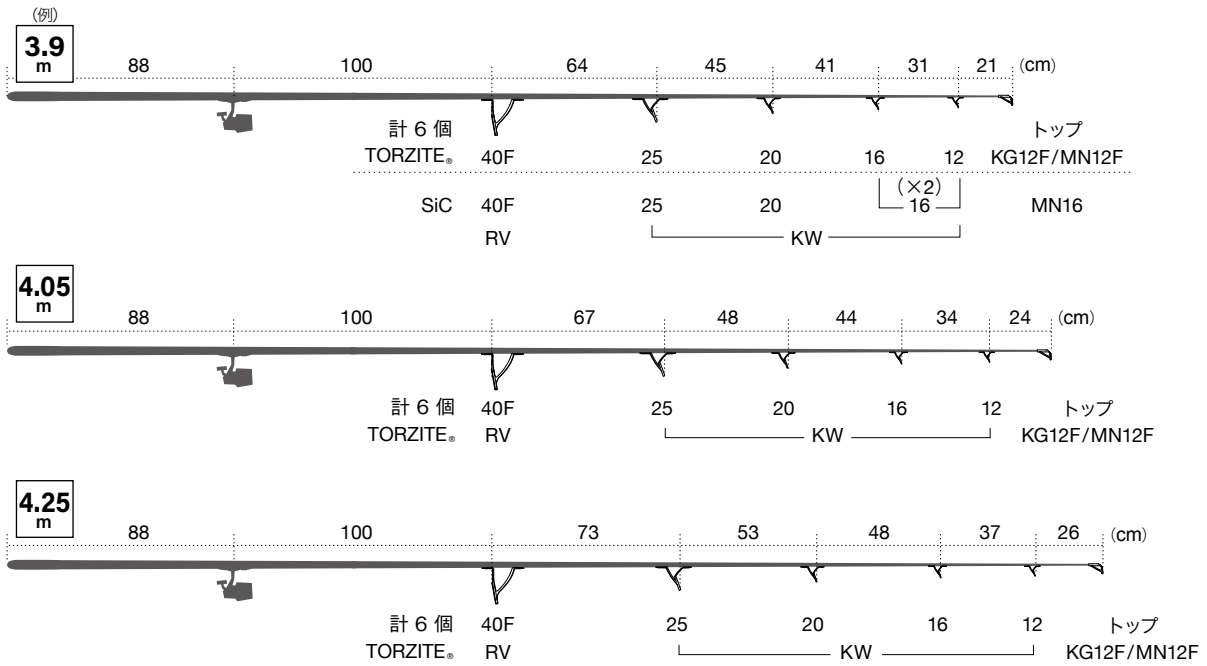 (例)
3.9
m
88 100 64 45 41 31 21 (cm)
計 6 個 トップ
TORZITE® 40F 25 20 16 12 KG12F/MN12F
(×2)
SiC 40F 25 20 16 MN16
RV KW
4.05
m
88 100 67 48 44 34 24 (cm)
計 6 個 40F 25 20 16 12 トップ
TORZITE® RV KW KG12F/MN12F
4.25
m
88 100 73 53 48 37 26 (cm)
計 6 個 40F 25 20 16 12 トップ
TORZITE® RV KW KG12F/MN12F